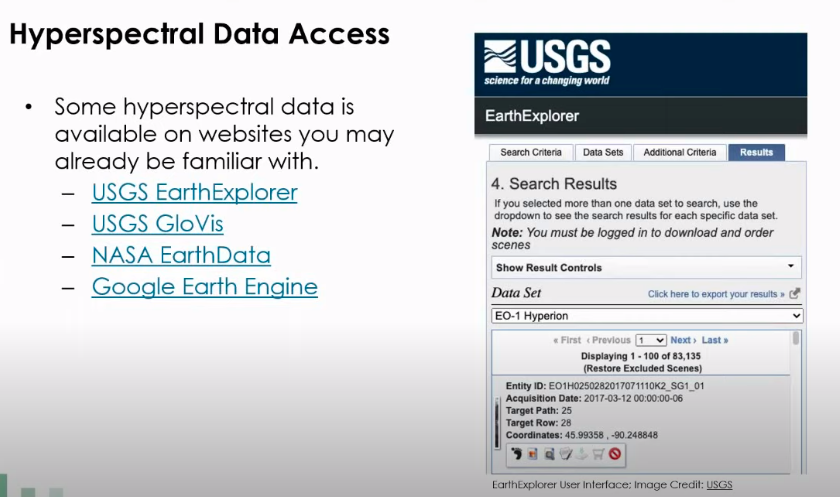 Hyperspectral Data Access
• Some hyperspectral data is
available on websites you may
already be familiar with.
– USGS EarthExplorer
– USGS GloVis
– NASA EarthData
– Google Earth Engine
USGS
science for a changing world
EarthExplorer
Search Criteria Data Sets Additional Criteria Results
4. Search Results
If you selected more than one data set to search, use the
dropdown to see the search results for each specific data set.
Note: You must be logged in to download and order
scenes
Show Result Controls
Data Set Click here to export your results »
EO-1 Hyperion
« First ‹ Previous 1 Next › Last »
Displaying 1 - 100 of 83,135
(Restore Excluded Scenes)
Entity ID: EO1H0250282017071110K2_SG1_01
Acquisition Date: 2017-03-12 00:00:00-06
Target Path: 25
Target Row: 28
Coordinates: 45.99358 , -90.248848
EarthExplorer User Interface; Image Credit: USGS